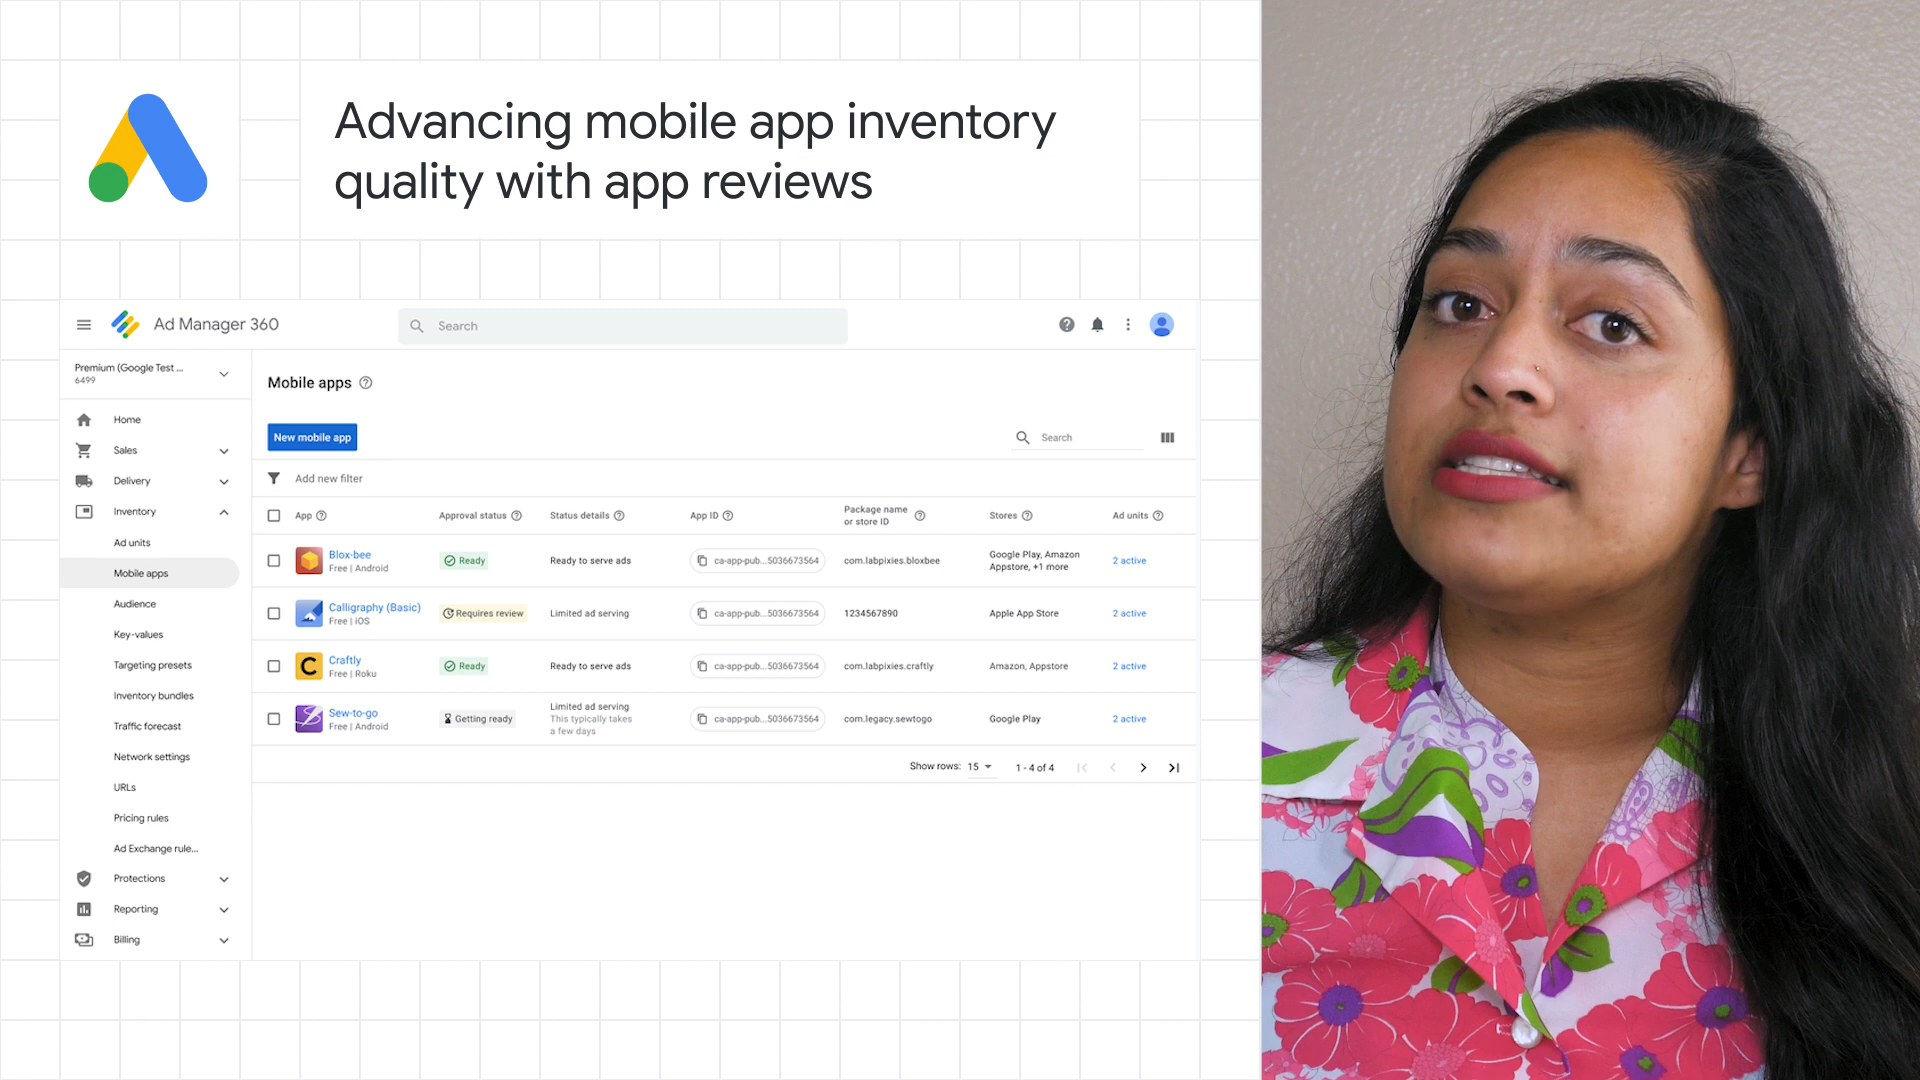 Advancing mobile app inventory
quality with app reviews
Ad Manager 360
Search
Premium (Google Test ...
6499
Home
Sales
Delivery
Inventory
Ad units
Mobile apps
Audience
Key-values
Targeting presets
Inventory bundles
Traffic forecast
Network settings
URLs
Pricing rules
Ad Exchange rule...
Protections
Reporting
Billing
Mobile apps
New mobile app
Search
Add new filter
App Approval status Status details App ID Package name or store ID Stores Ad units
Blox-bee
Free | Android
Ready
Ready to serve ads
ca-app-pub...5036673564
com.labpixies.bloxbee
Google Play, Amazon
Appstore, +1 more
2 active
Calligraphy (Basic)
Free | iOS
Requires review
Limited ad serving
ca-app-pub...5036673564
1234567890
Apple App Store
2 active
C
Craftly
Free | Roku
Ready
Ready to serve ads
ca-app-pub...5036673564
com.labpixies.craftly
Amazon, Appstore
2 active
Sew-to-go
Free | Android
Getting ready
Limited ad serving
This typically takes
a few days
ca-app-pub...5036673564
com.legacy.sewtogo
Google Play
2 active
Show rows: 15 1 - 4 of 4